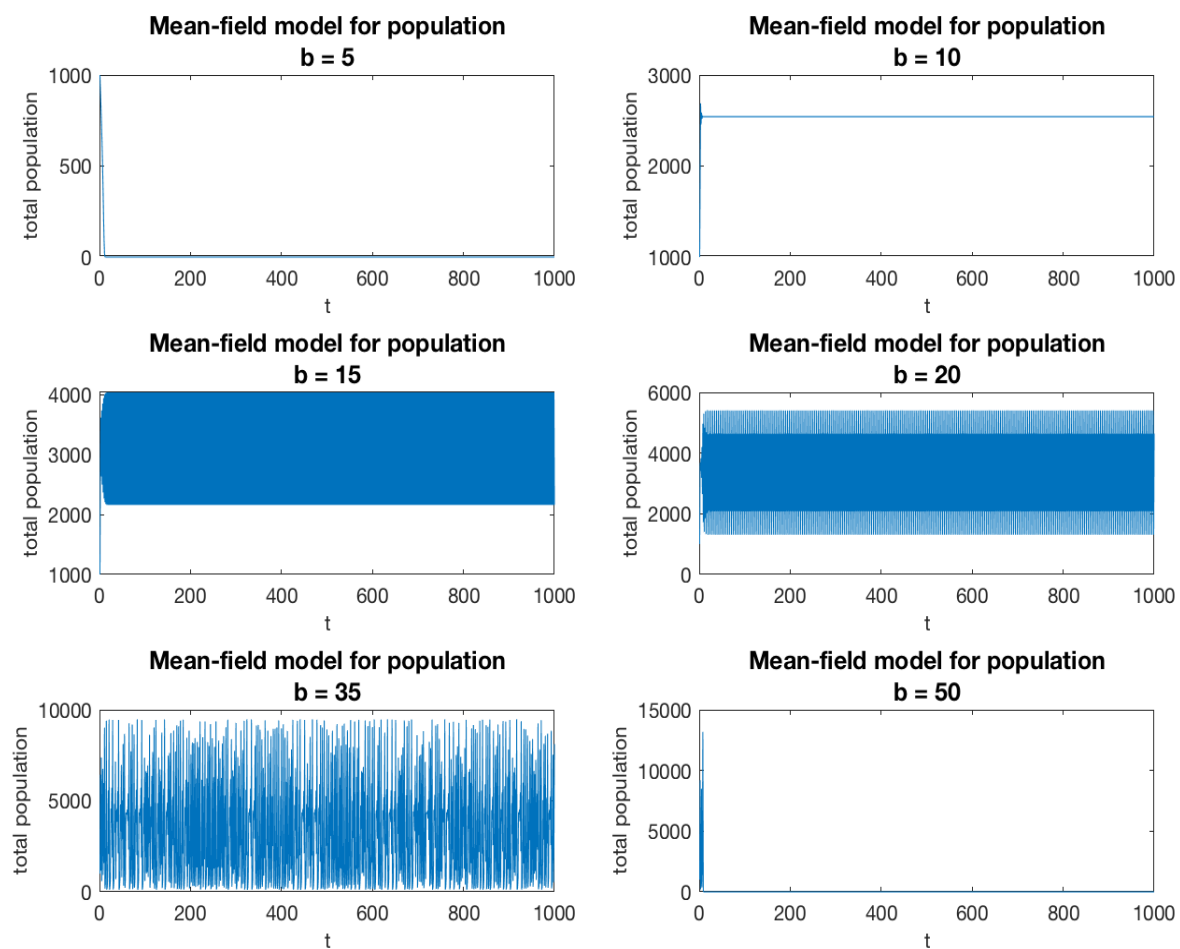 Mean-field model for population
b = 5
total population
1000
500
0
0 200 400 600 800 1000
t
Mean-field model for population
b = 10
total population
3000
2000
1000
0 200 400 600 800 1000
t
Mean-field model for population
b = 15
total population
4000
3000
2000
1000
0 200 400 600 800 1000
t
Mean-field model for population
b = 20
total population
6000
4000
2000
0
0 200 400 600 800 1000
t
Mean-field model for population
b = 35
total population
10000
5000
0
0 200 400 600 800 1000
t
Mean-field model for population
b = 50
total population
15000
10000
5000
0
0 200 400 600 800 1000
t